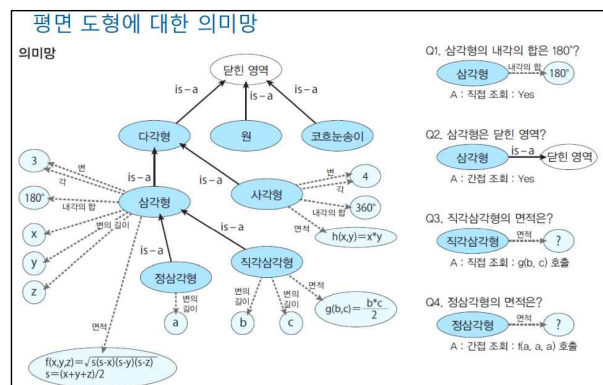 평면 도형에 대한 의미망
의미망
닫힌 영역
is-a
is-a
is-a
다각형
원
코흐눈송이
3
변
각
is-a
is-a
변
각
4
180°
내각의 합
삼각형
사각형
내각의 합
360°
x
변의 길이
면적
h(x,y)=x*y
y
is-a
is-a
z
정삼각형
직각삼각형
면적
변의
길이
변의
길이
변의
길이
면적
a
b
c
g(b,c)=b*c/2
f(x,y,z)=√s(s-x)(s-y)(s-z)
s=(x+y+z)/2
Q1. 삼각형의 내각의 합은 180°?
삼각형
내각의 합
180°
A : 직접 조회 : Yes
Q2. 삼각형은 닫힌 영역?
삼각형
is-a
닫힌 영역
A : 간접 조회 : Yes
Q3. 직각삼각형의 면적은?
직각삼각형
면적
?
A : 직접 조회 : g(b, c) 호출
Q4. 정삼각형의 면적은?
정삼각형
면적
?
A : 간접 조회 : f(a, a, a) 호출